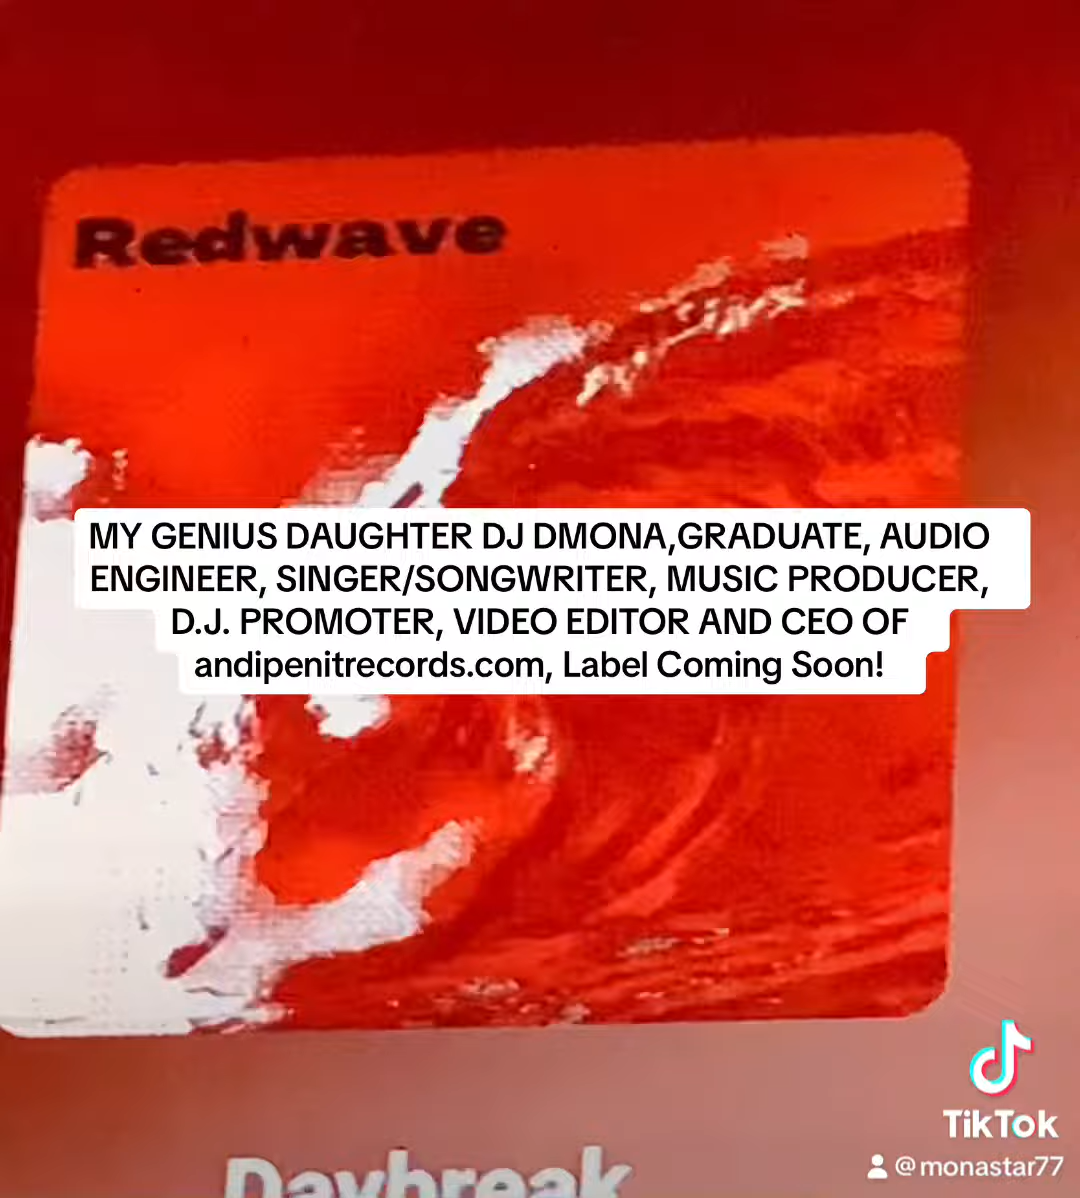 Redwave
MY GENIUS DAUGHTER DJ DMONA,GRADUATE, AUDIO
ENGINEER, SINGER/SONGWRITER, MUSIC PRODUCER,
D.J. PROMOTER, VIDEO EDITOR AND CEO OF
andipenitrecords.com, Label Coming Soon!
TikTok
@monastar77
Daybreak